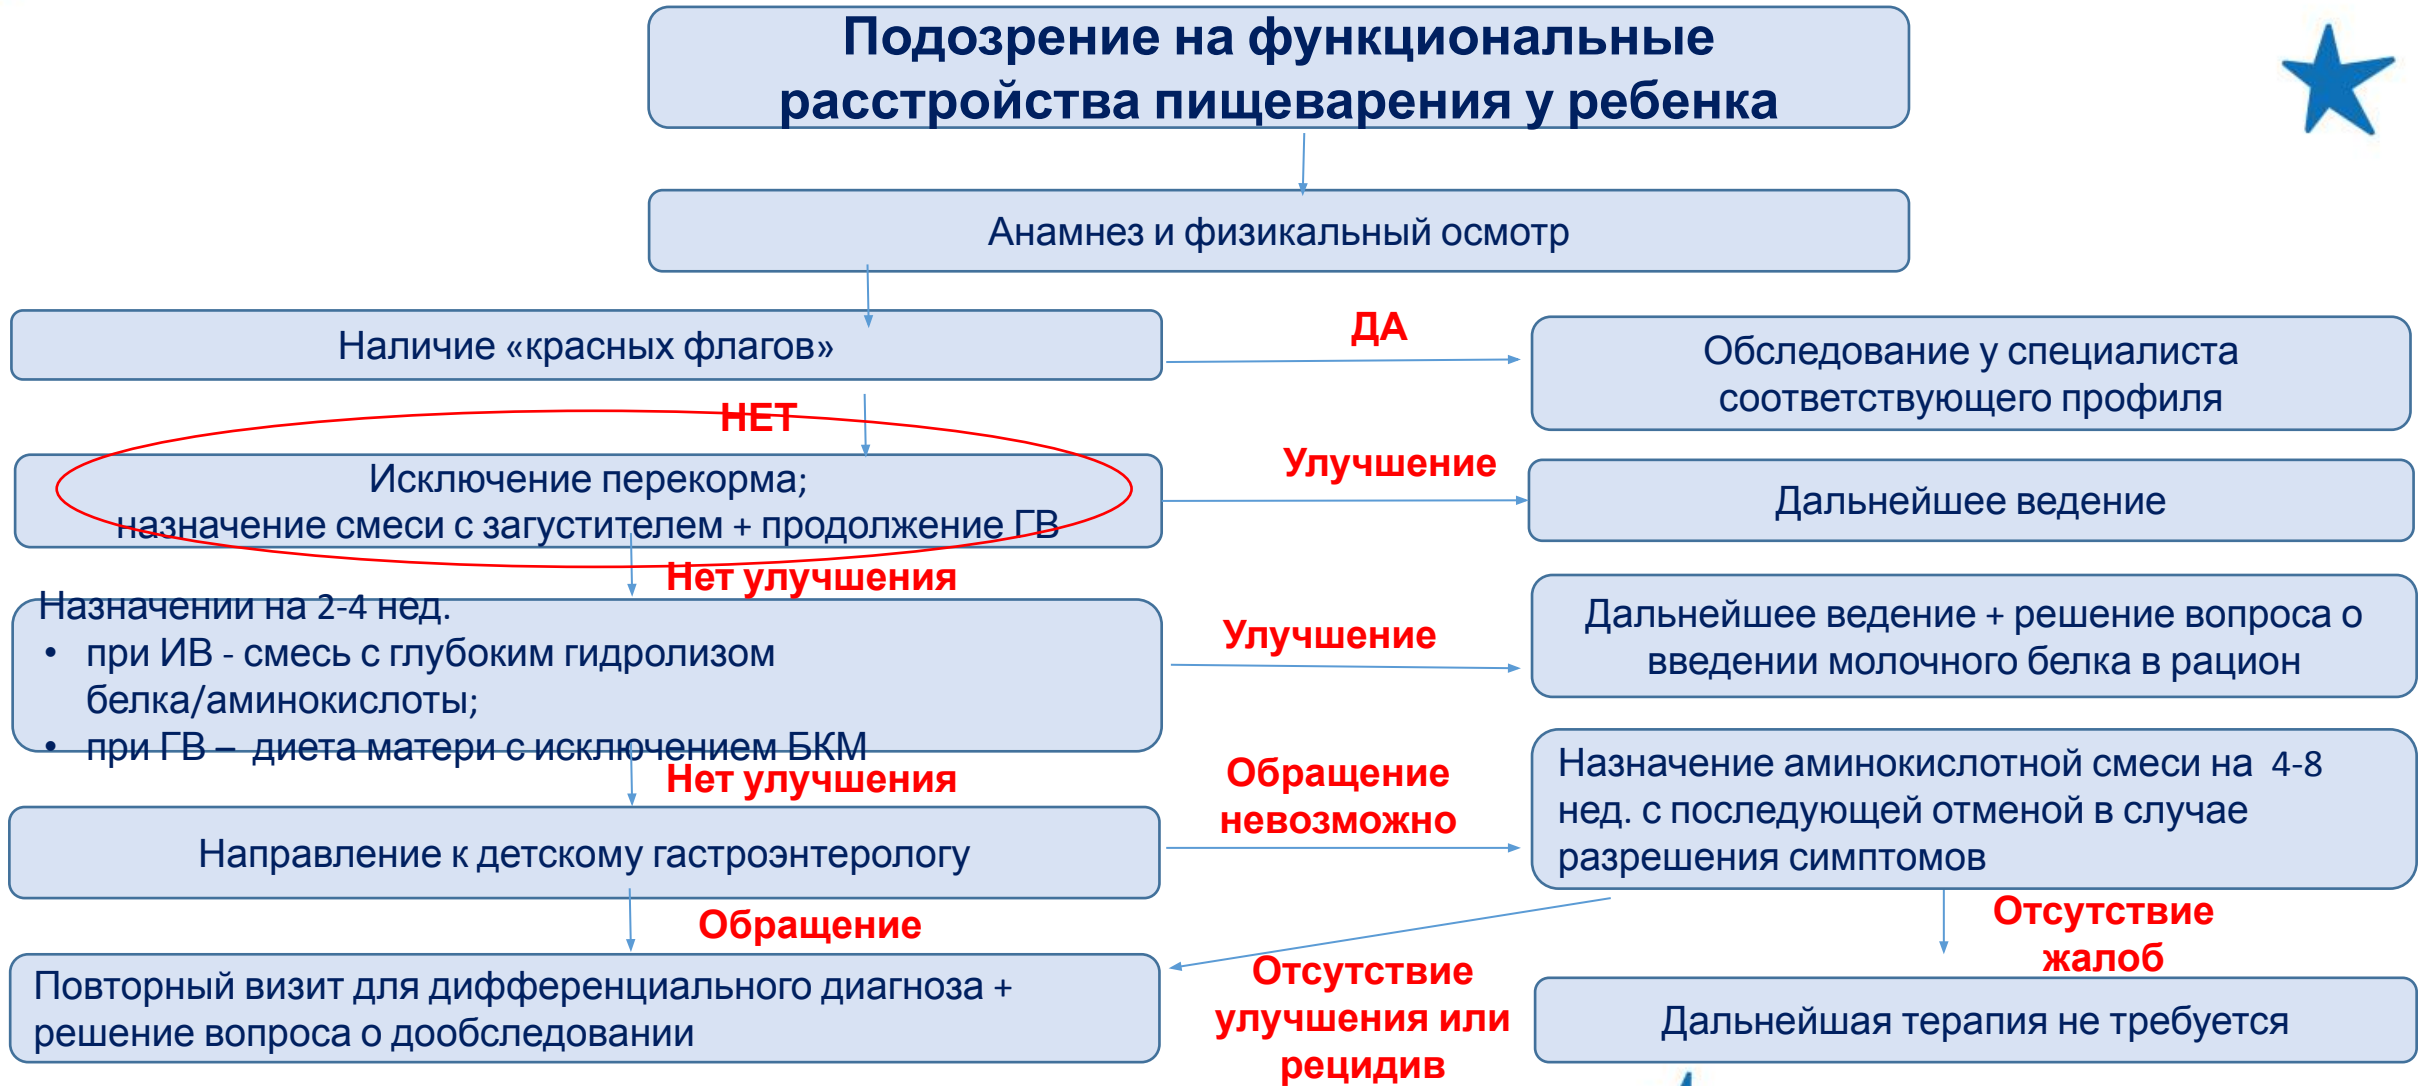 Подозрение на функциональные
расстройства пищеварения у ребенка
Анамнез и физикальный осмотр
Наличие «красных флагов»
ДА
Обследование у специалиста
соответствующего профиля
НЕТ
Исключение перекорма;
назначение смеси с загустителем + продолжение ГВ
Улучшение
Дальнейшее ведение
Нет улучшения
Назначении на 2-4 нед.
• при ИВ - смесь с глубоким гидролизом
белка/аминокислоты;
• при ГВ – диета матери с исключением БКМ
Улучшение
Дальнейшее ведение + решение вопроса о
введении молочного белка в рацион
Нет улучшения
Направление к детскому гастроэнтерологу
Обращение
невозможно
Назначение аминокислотной смеси на 4-8
нед. с последующей отменой в случае
разрешения симптомов
Обращение
Повторный визит для дифференциального диагноза +
решение вопроса о дообследовании
Отсутствие
улучшения или
рецидив
Отсутствие
жалоб
Дальнейшая терапия не требуется